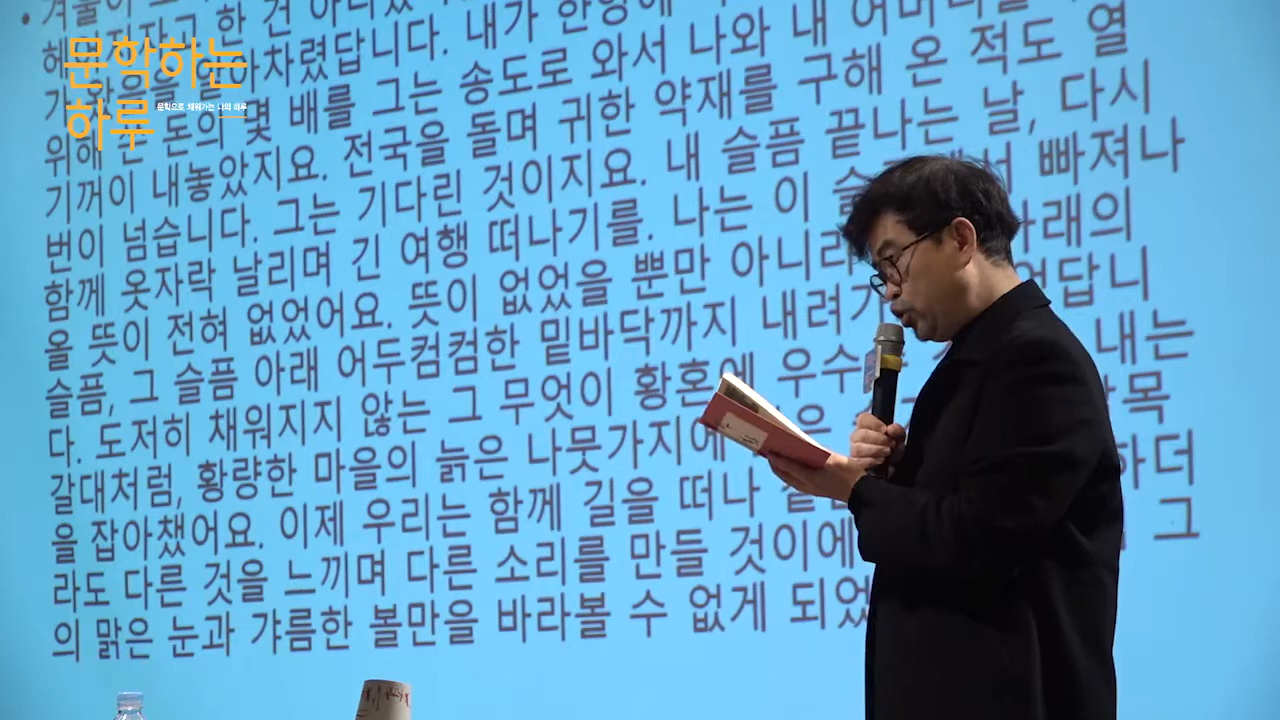 문학하는
하루
문학으로 채워가는 나의 하루
겨울이
자고 한 건 아니었
아차렸답니다. 내가 한양에
위해 쓴 돈의 몇 배를 그는 송도로 와서 나와 내 어머니를
기꺼이 내놓았지요. 전국을 돌며 귀한 약재를 구해 온 적도 열
번이 넘습니다. 그는 기다린 것이지요. 내 슬픔 끝나는 날, 다시
함께 옷자락 날리며 긴 여행 떠나기를. 나는 이 빠져나
올 뜻이 전혀 없었어요. 뜻이 없었을 뿐만 아니라 아래의
슬픔, 그 슬픔 아래 어두컴컴한 밑바닥까지 내려가 었답니
다. 도저히 채워지지 않는 그 무엇이 황혼에 우수 내는
갈대처럼, 황량한 마을의 늙은 나뭇가지에 목
을 잡아챘어요. 이제 우리는 함께 길을 떠나 하더
라도 다른 것을 느끼며 다른 소리를 만들 것이에 그
의 맑은 눈과 갸름한 볼만을 바라볼 수 없게 되었